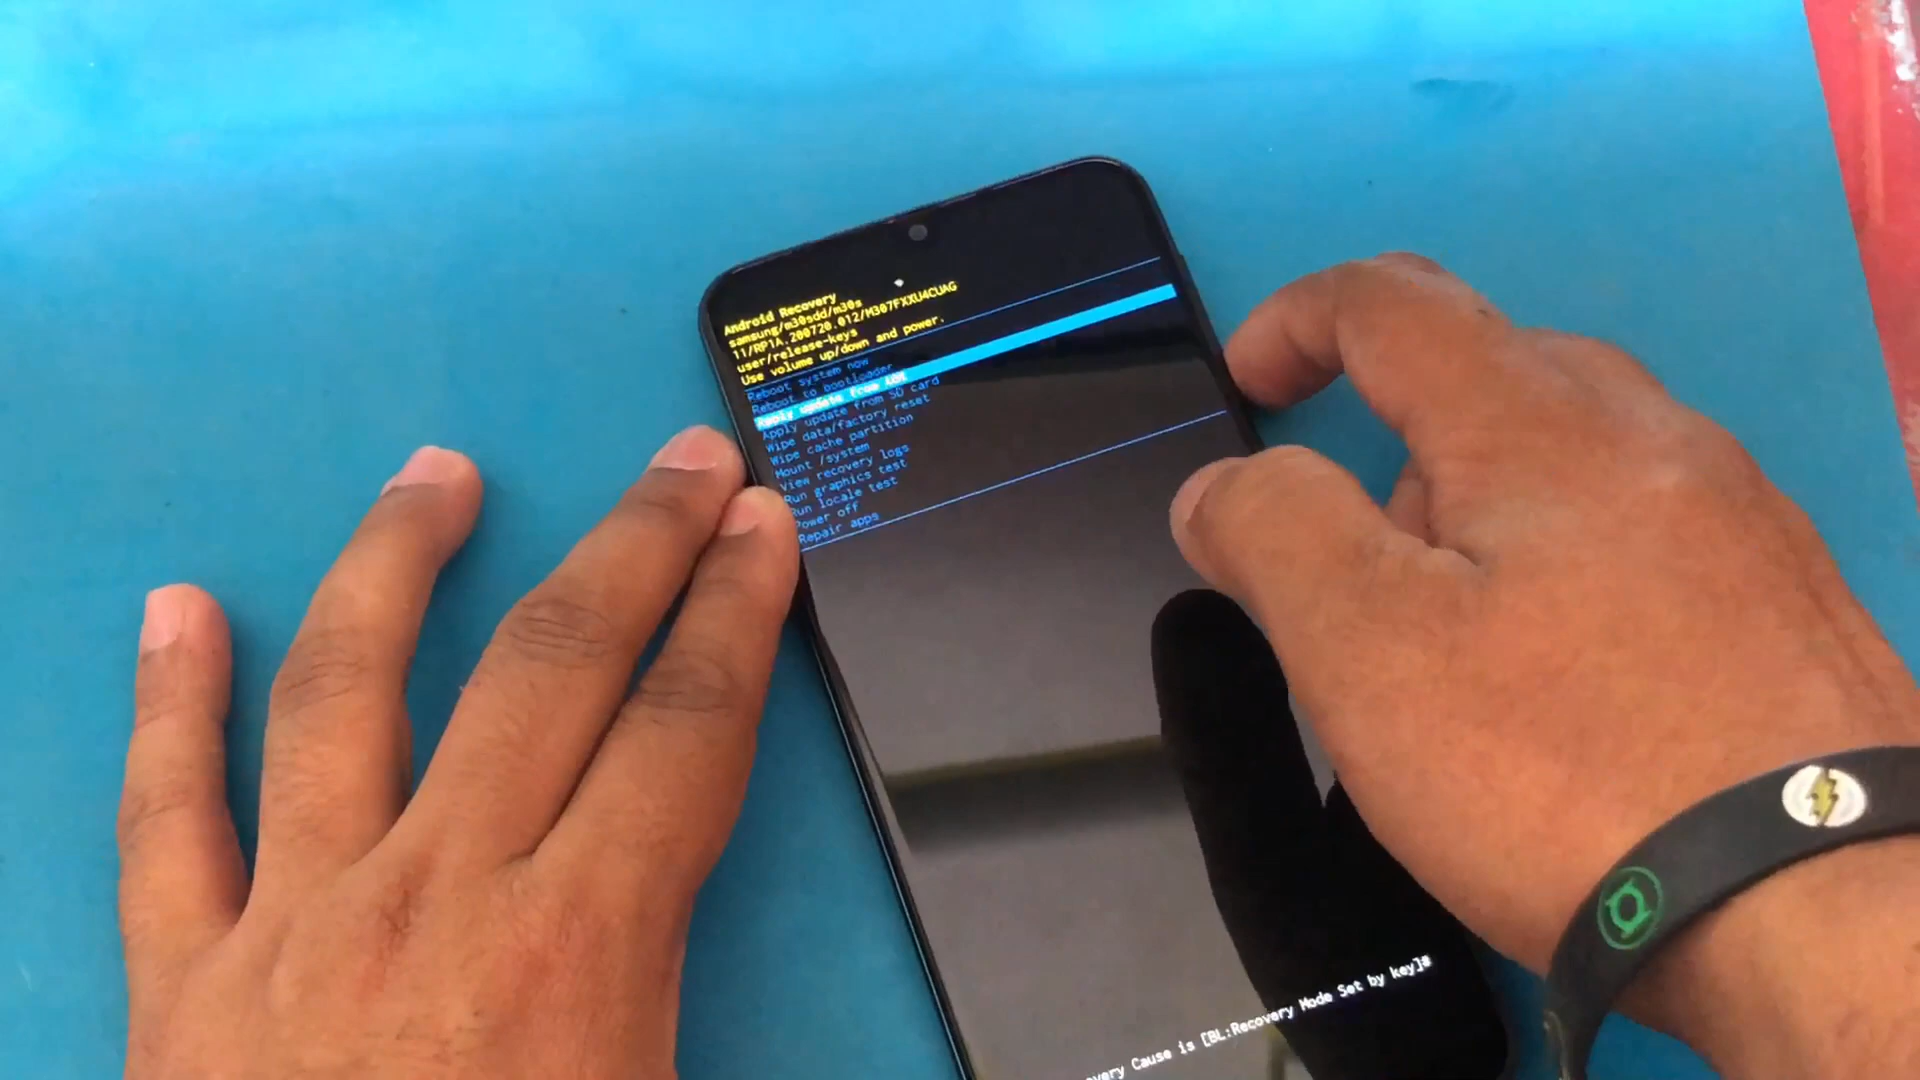 Android Recovery
samsung/m30sdd/m30s
11/RP1A.200720.012/M307FXXU4CUAG
user/release-keys
Use volume up/down and power.
Reboot system now
Reboot to bootloader
Apply update from ADB
Apply update from SD card
Wipe data/factory reset
Wipe cache partition
Mount /system
View recovery logs
Run graphics test
Run locale test
Power off
Repair apps
Cause is [BL:Recovery Mode Set by key]#